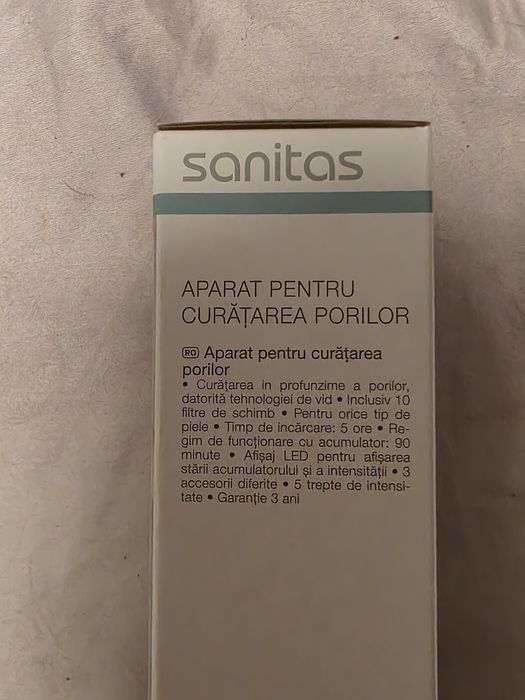 sanitas
APARAT PENTRU
CURĂȚAREA PORILOR
RO Aparat pentru curățarea
porilor
• Curățarea in profunzime a porilor,
datorită tehnologiei de vid • Inclusiv 10
filtre de schimb • Pentru orice tip de
piele • Timp de incărcare: 5 ore • Re-
gim de funcționare cu acumulator: 90
minute • Afișaj LED pentru afișarea
stării acumulatorului și a intensității • 3
accesorii diferite • 5 trepte de intensi-
tate • Garanție 3 ani